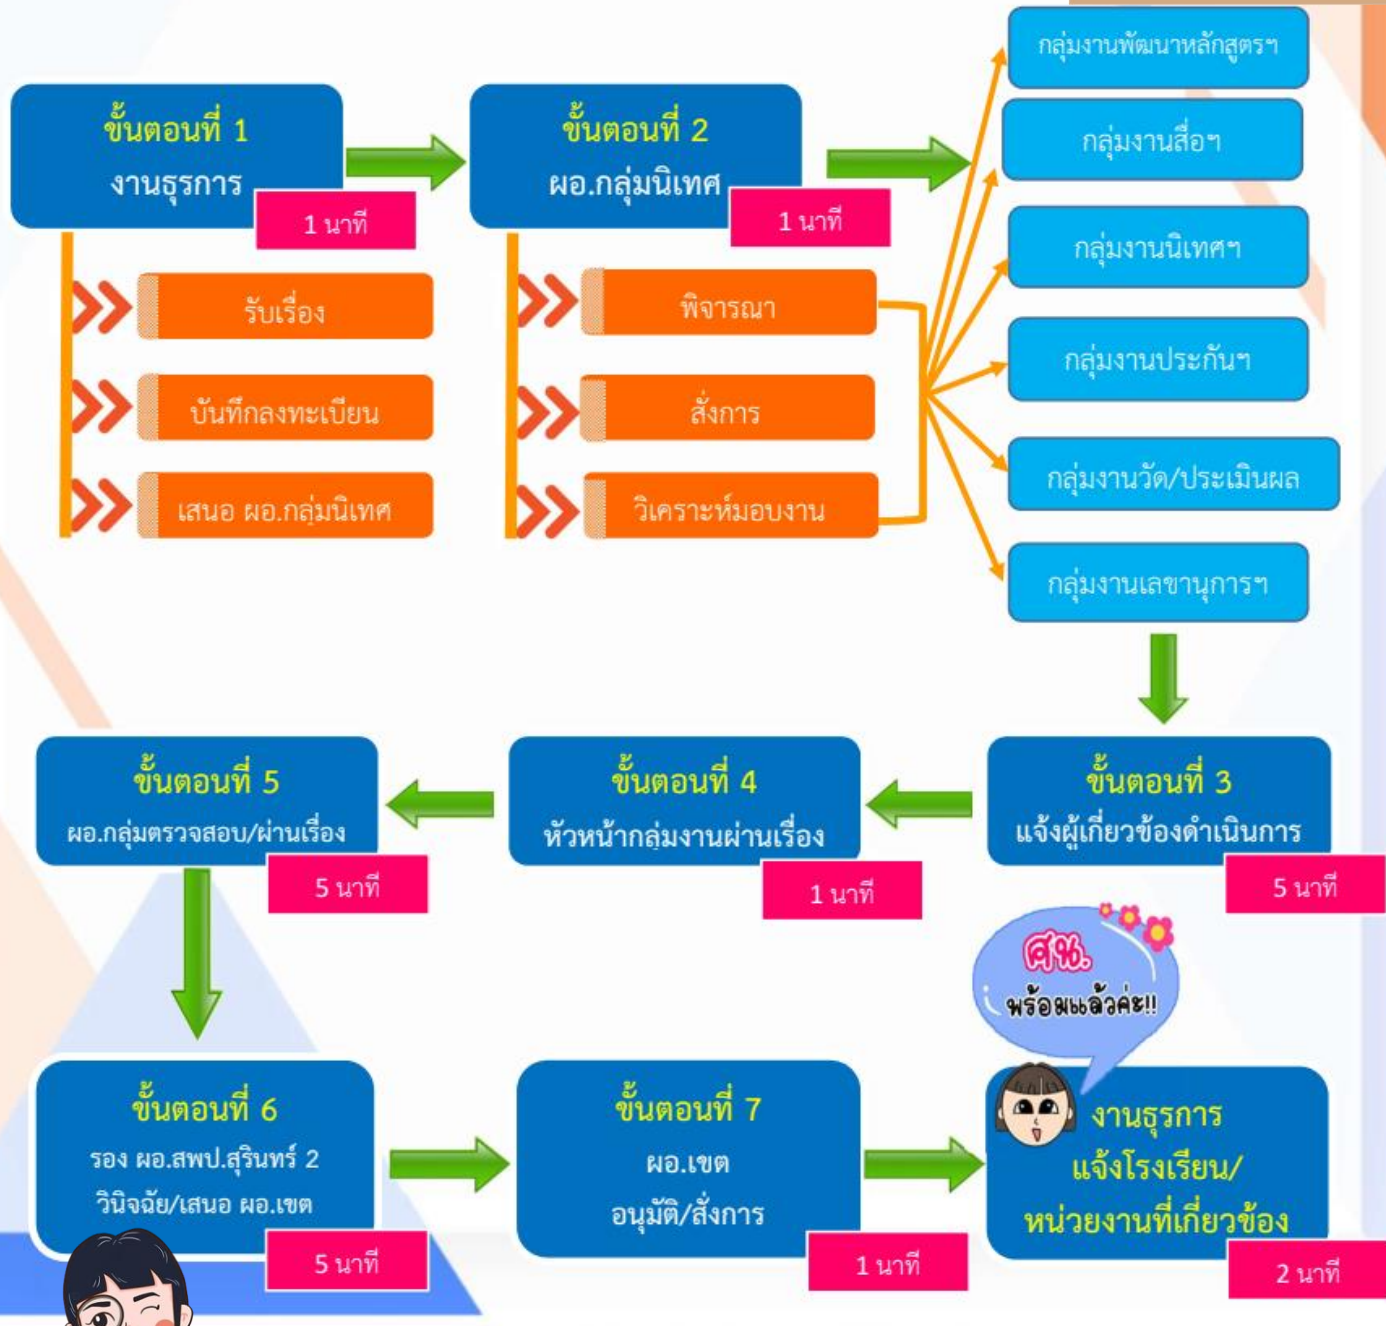 ขั้นตอนที่ 1
งานธุรการ
1 นาที
รับเรื่อง
บันทึกลงทะเบียน
เสนอ ผอ.กลุ่มนิเทศ
ขั้นตอนที่ 2
ผอ.กลุ่มนิเทศ
1 นาที
พิจารณา
สั่งการ
วิเคราะห์มอบงาน
กลุ่มงานพัฒนาหลักสูตรฯ
กลุ่มงานสื่อฯ
กลุ่มงานนิเทศฯ
กลุ่มงานประกันฯ
กลุ่มงานวัด/ประเมินผล
กลุ่มงานเลขานุการฯ
ขั้นตอนที่ 3
แจ้งผู้เกี่ยวข้องดำเนินการ
5 นาที
ขั้นตอนที่ 4
หัวหน้ากลุ่มงานผ่านเรื่อง
1 นาที
ขั้นตอนที่ 5
ผอ.กลุ่มตรวจสอบ/ผ่านเรื่อง
5 นาที
ขั้นตอนที่ 6
รอง ผอ.สพป.สุรินทร์ 2
วินิจฉัย/เสนอ ผอ.เขต
5 นาที
ขั้นตอนที่ 7
ผอ.เขต
อนุมัติ/สั่งการ
1 นาที
ศน.
พร้อมแล้วค่ะ!!
งานธุรการ
แจ้งโรงเรียน/
หน่วยงานที่เกี่ยวข้อง
2 นาที